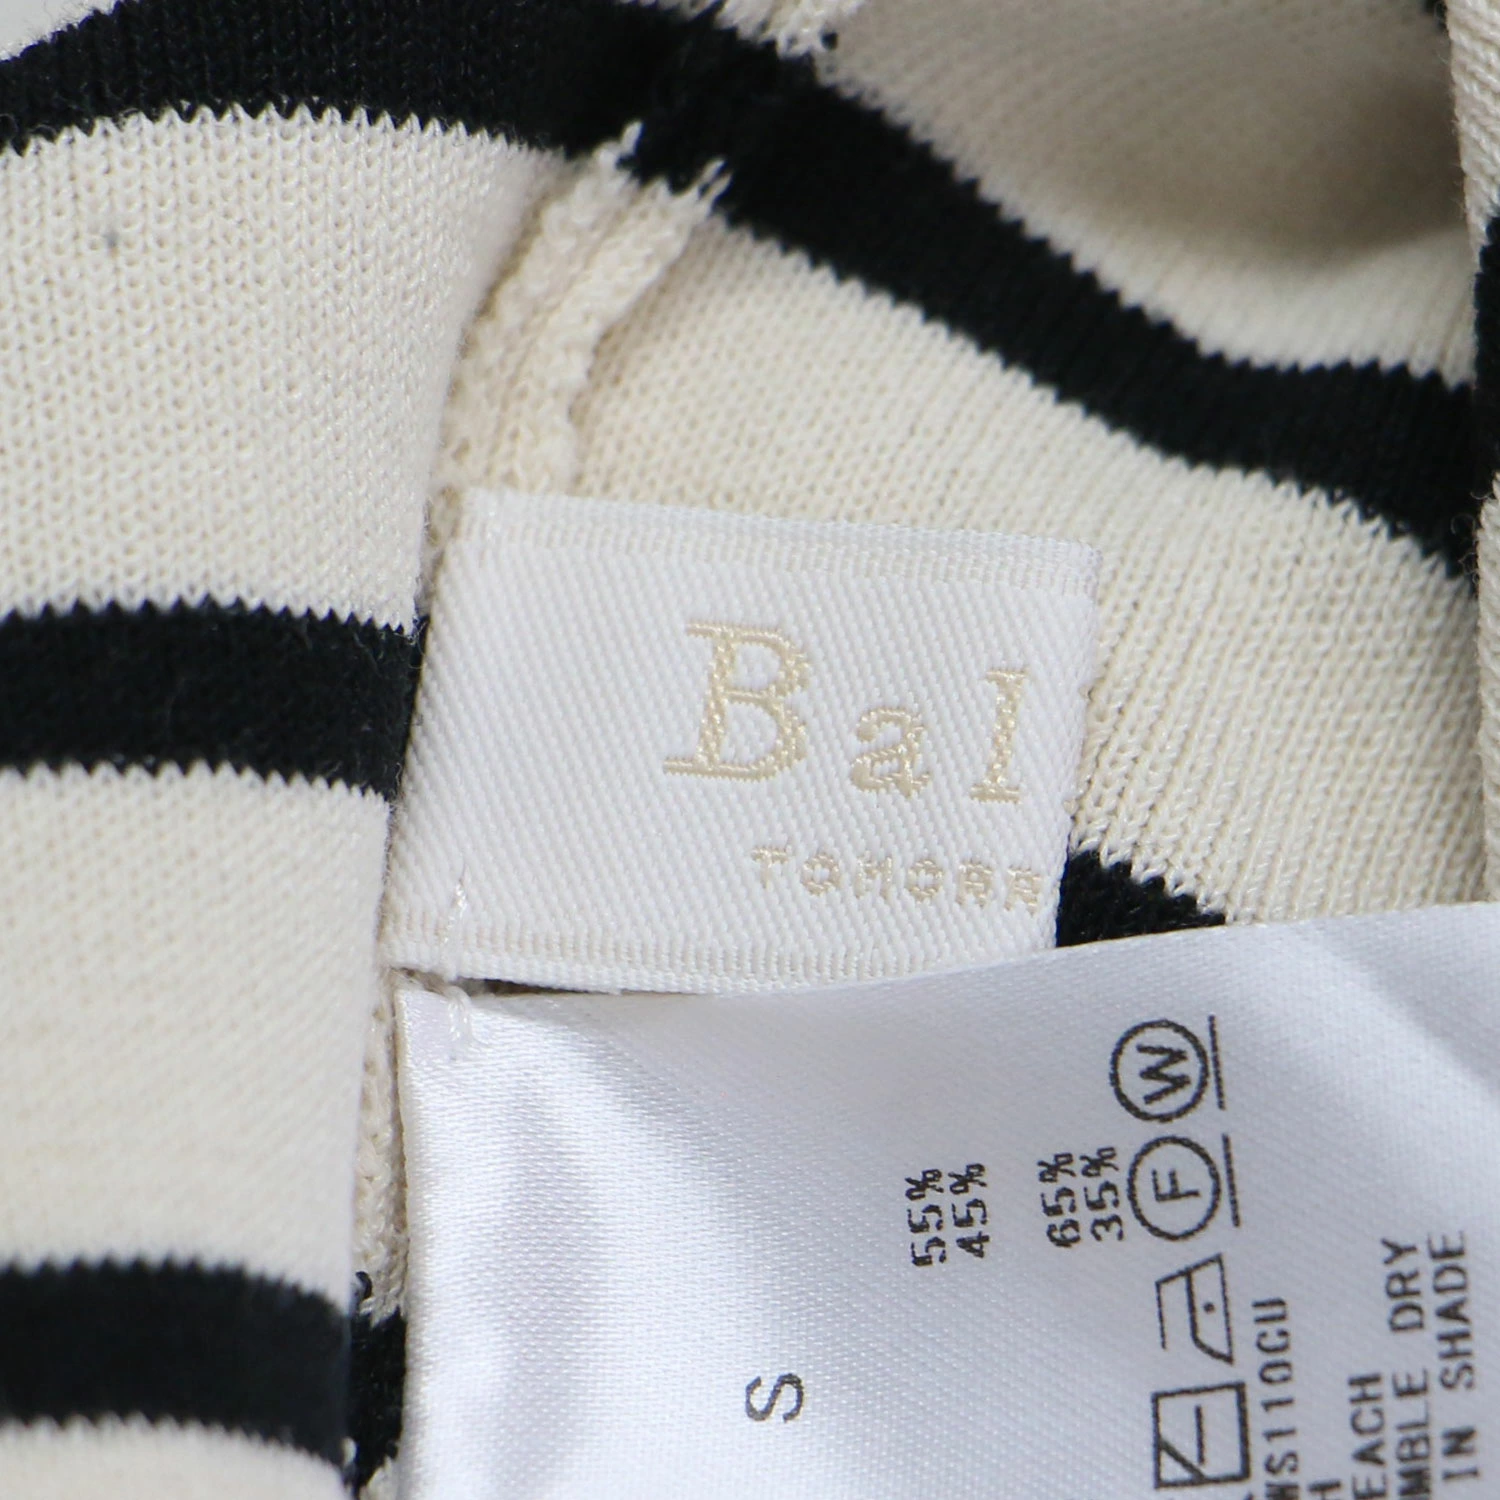 Bal
TOMORR
S
55%
45%
65%
35%
W
F
WS110CU
H
EACH
MBLE DRY
IN SHADE